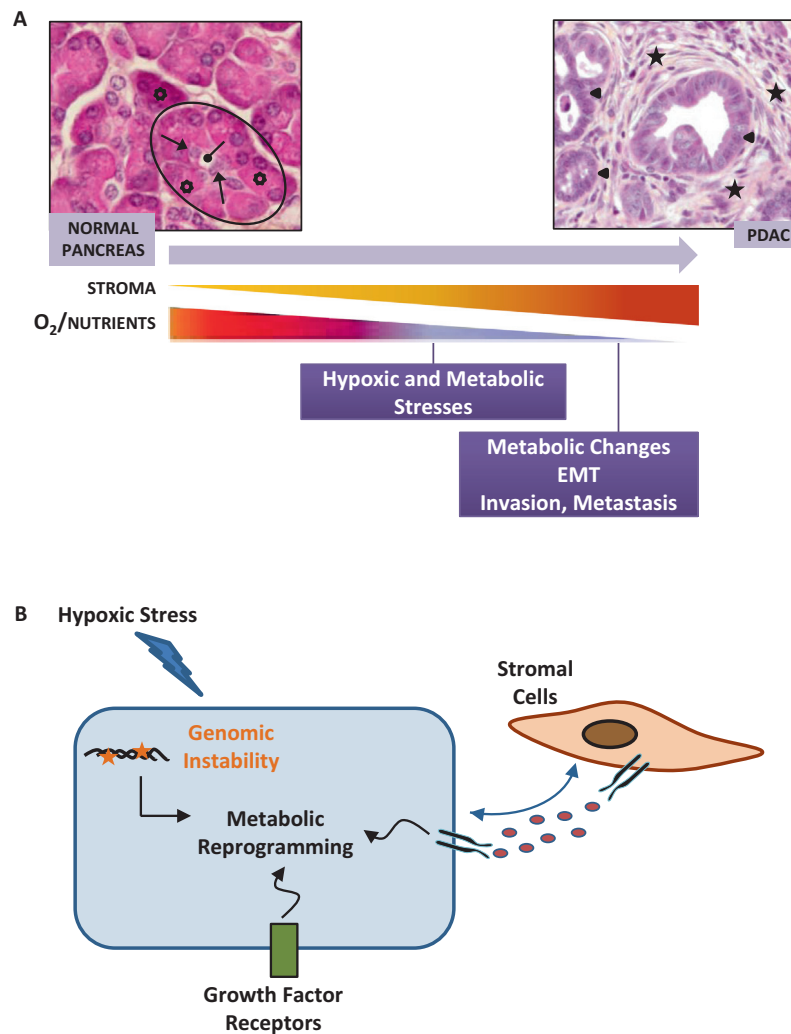 A
NORMAL
PANCREAS
PDAC
STROMA
O₂/NUTRIENTS
Hypoxic and Metabolic
Stresses
Metabolic Changes
EMT
Invasion, Metastasis
B
Hypoxic Stress
Stromal
Cells
Genomic
Instability
Metabolic
Reprogramming
Growth Factor
Receptors